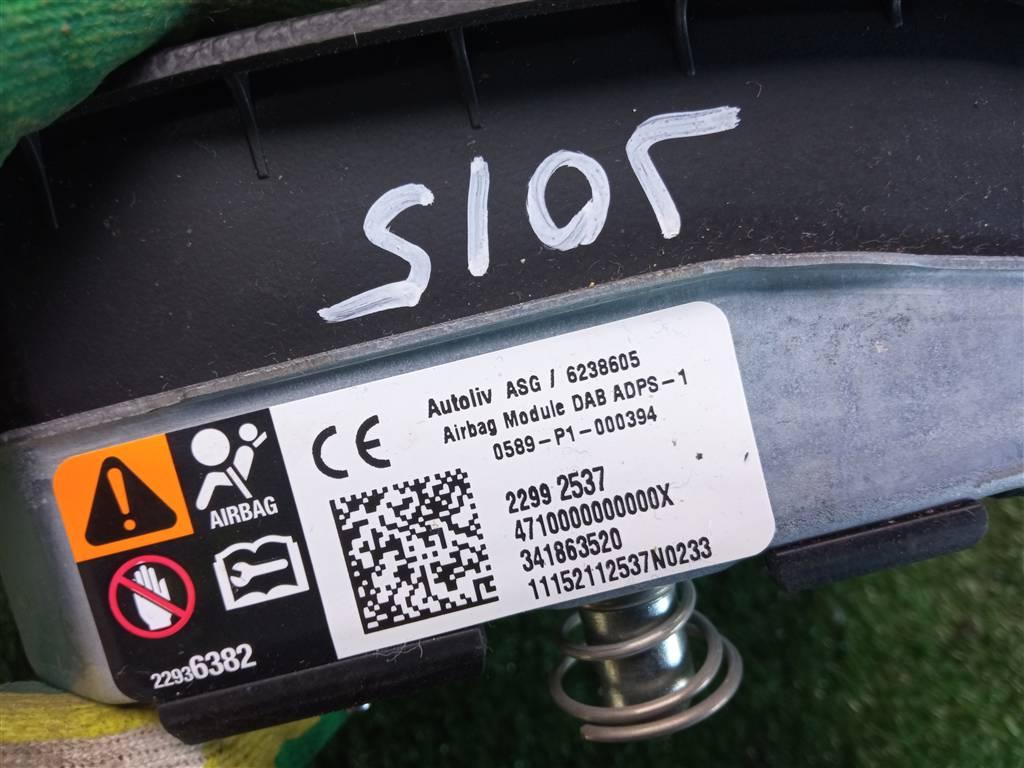 Autoliv ASG / 6238605
Airbag Module DAB ADPS-1
0589-P1-000394
CE
2299 2537
4710000000000X
341863520
11152112537N0233
AIRBAG
22936382